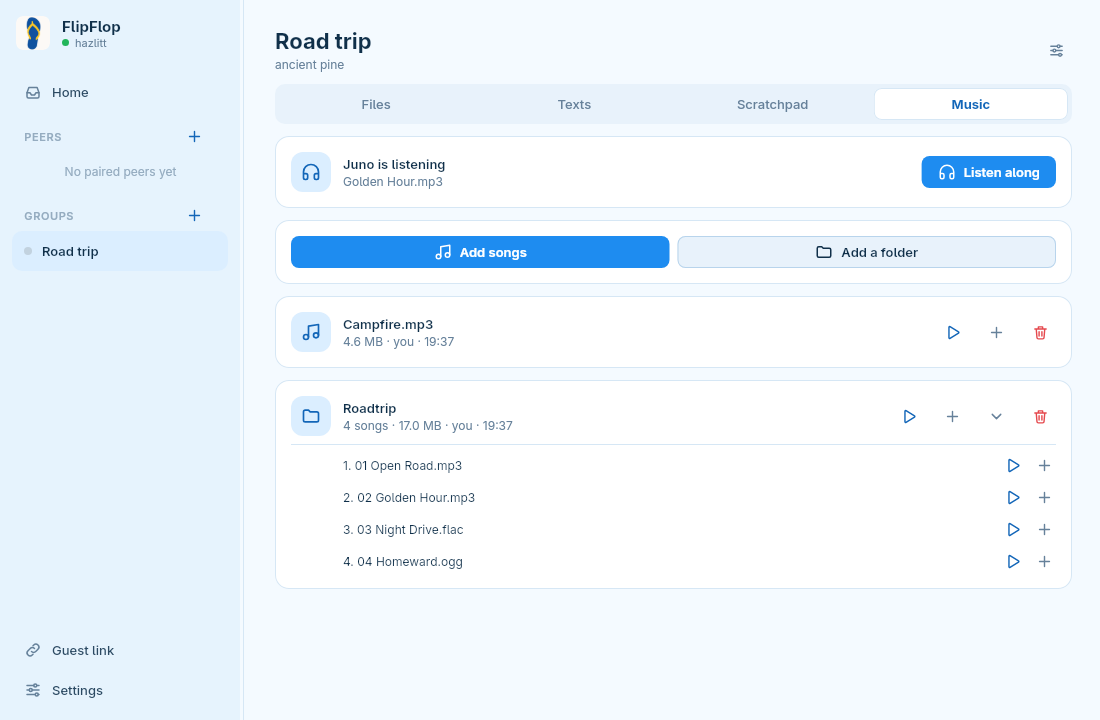 FlipFlop
hazlitt
Home
PEERS
No paired peers yet
GROUPS
Road trip
Guest link
Settings
Road trip
ancient pine
Files
Texts
Scratchpad
Music
Juno is listening
Golden Hour.mp3
Listen along
Add songs
Add a folder
Campfire.mp3
4.6 MB · you · 19:37
Roadtrip
4 songs · 17.0 MB · you · 19:37
1. 01 Open Road.mp3
2. 02 Golden Hour.mp3
3. 03 Night Drive.flac
4. 04 Homeward.ogg